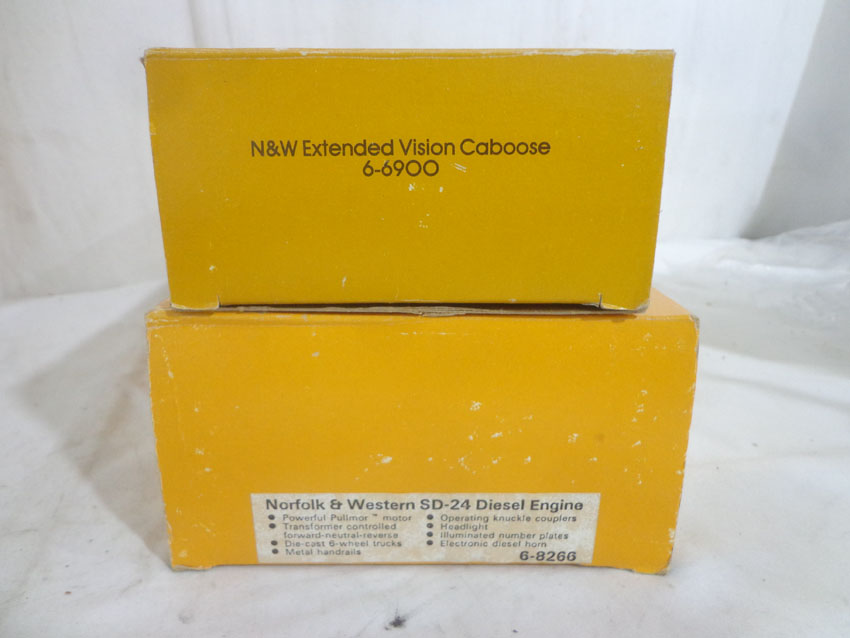 N&W Extended Vision Caboose
6-6900
Norfolk & Western SD-24 Diesel Engine
● Powerful Pullmor™ motor
● Transformer controlled
forward-neutral-reverse
● Die-cast 6-wheel trucks
● Metal handrails
● Operating knuckle couplers
● Headlight
● Illuminated number plates
● Electronic diesel horn
6-8266